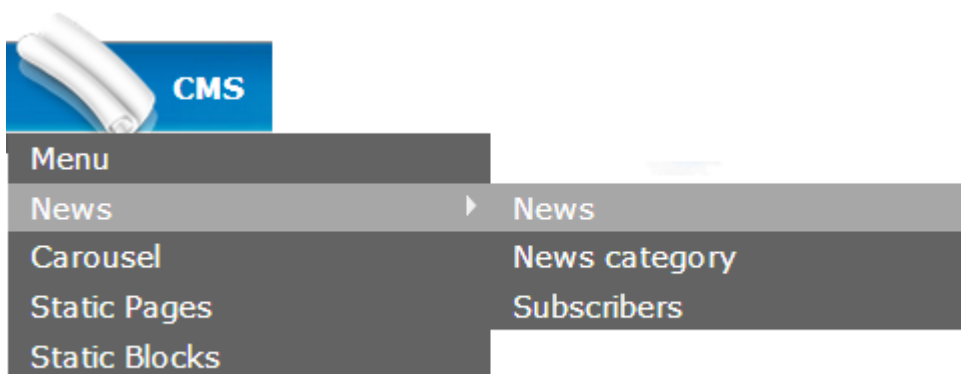 CMS
Menu
News
Carousel
Static Pages
Static Blocks
News
News category
Subscribers